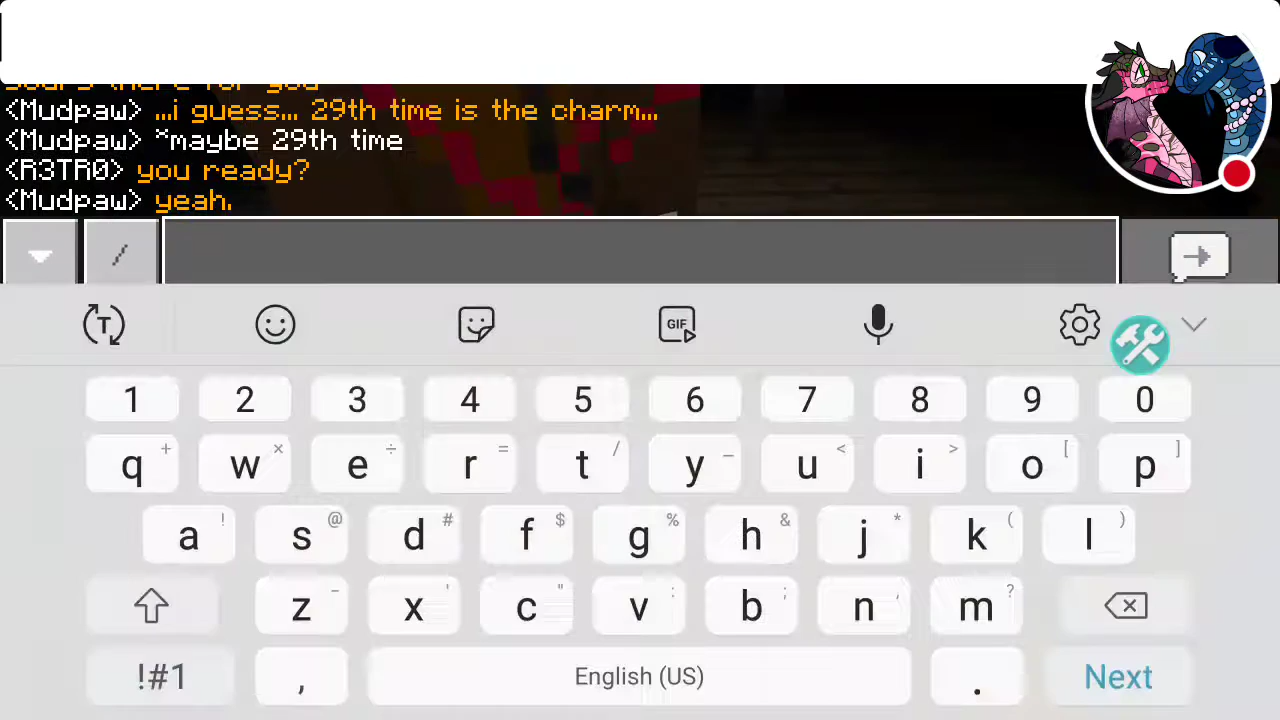 <Mudpaw> ...i guess... 29th time is the charm...
<Mudpaw> *maybe 29th time
<R3TR0> you ready?
<Mudpaw> yeah.
/
T
GIF
1 2 3 4 5 6 7 8 9 0
q + w × e ÷ r = t / y _ u < i > o [ p ]
a ! s @ d # f $ g % h & j * k ( l )
z - x ' c " v : b ; n , m ?
!#1 , English (US) . Next